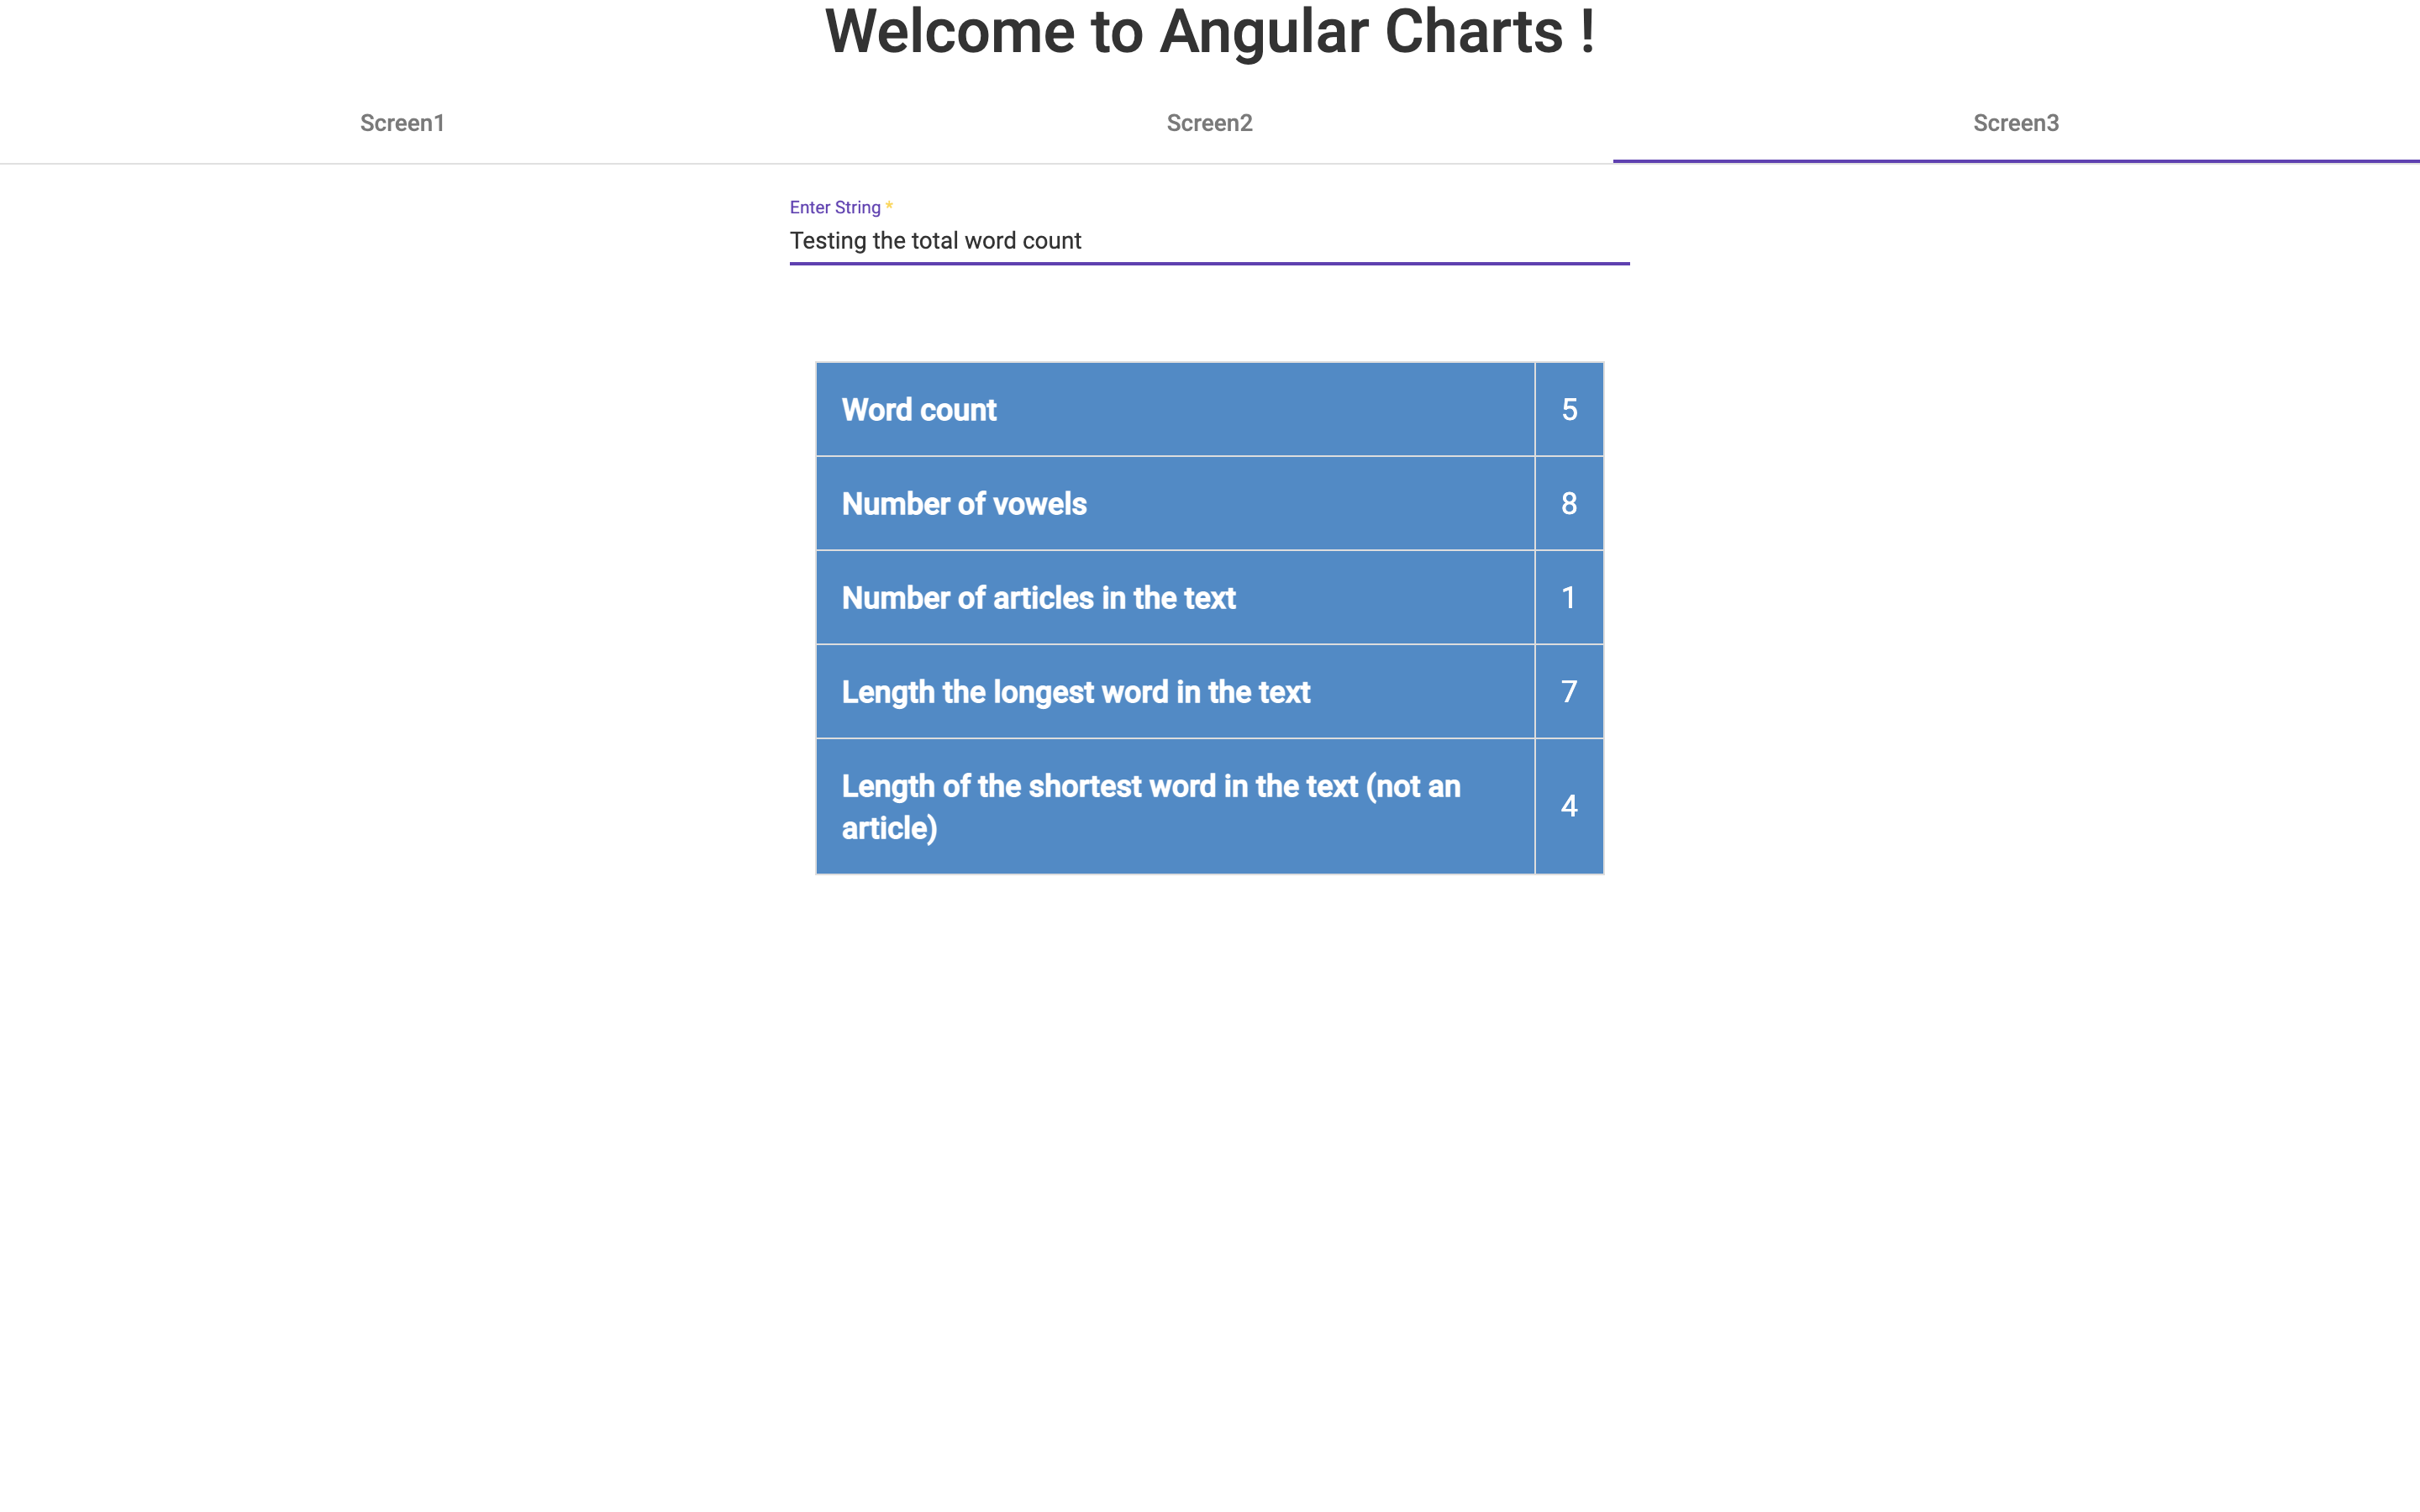 Welcome to Angular Charts !
Screen1 Screen2 Screen3
Enter String *
Testing the total word count
Word count 5
Number of vowels 8
Number of articles in the text 1
Length the longest word in the text 7
Length of the shortest word in the text (not an
article) 4